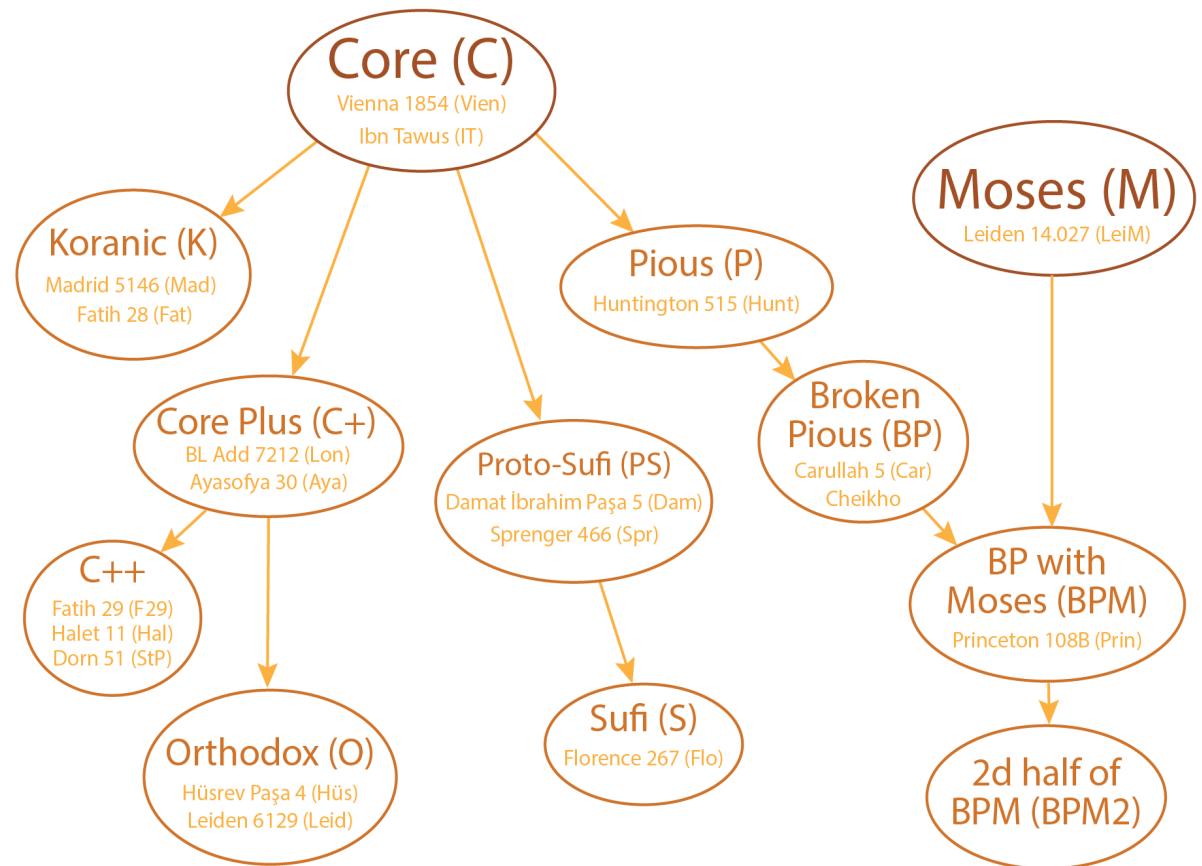 Core (C)
Vienna 1854 (Vien)
Ibn Tawus (IT)
Moses (M)
Leiden 14.027 (LeiM)
Koranic (K)
Madrid 5146 (Mad)
Fatih 28 (Fat)
Pious (P)
Huntington 515 (Hunt)
Core Plus (C+)
BL Add 7212 (Lon)
Ayasofya 30 (Aya)
Proto-Sufi (PS)
Damat İbrahim Paşa 5 (Dam)
Sprenger 466 (Spr)
Broken
Pious (BP)
Carullah 5 (Car)
Cheikho
C++
Fatih 29 (F29)
Halet 11 (Hal)
Dorn 51 (StP)
BP with
Moses (BPM)
Princeton 108B (Prin)
Orthodox (O)
Hüsrev Paşa 4 (Hüs)
Leiden 6129 (Leid)
Sufi (S)
Florence 267 (Flo)
2d half of
BPM (BPM2)